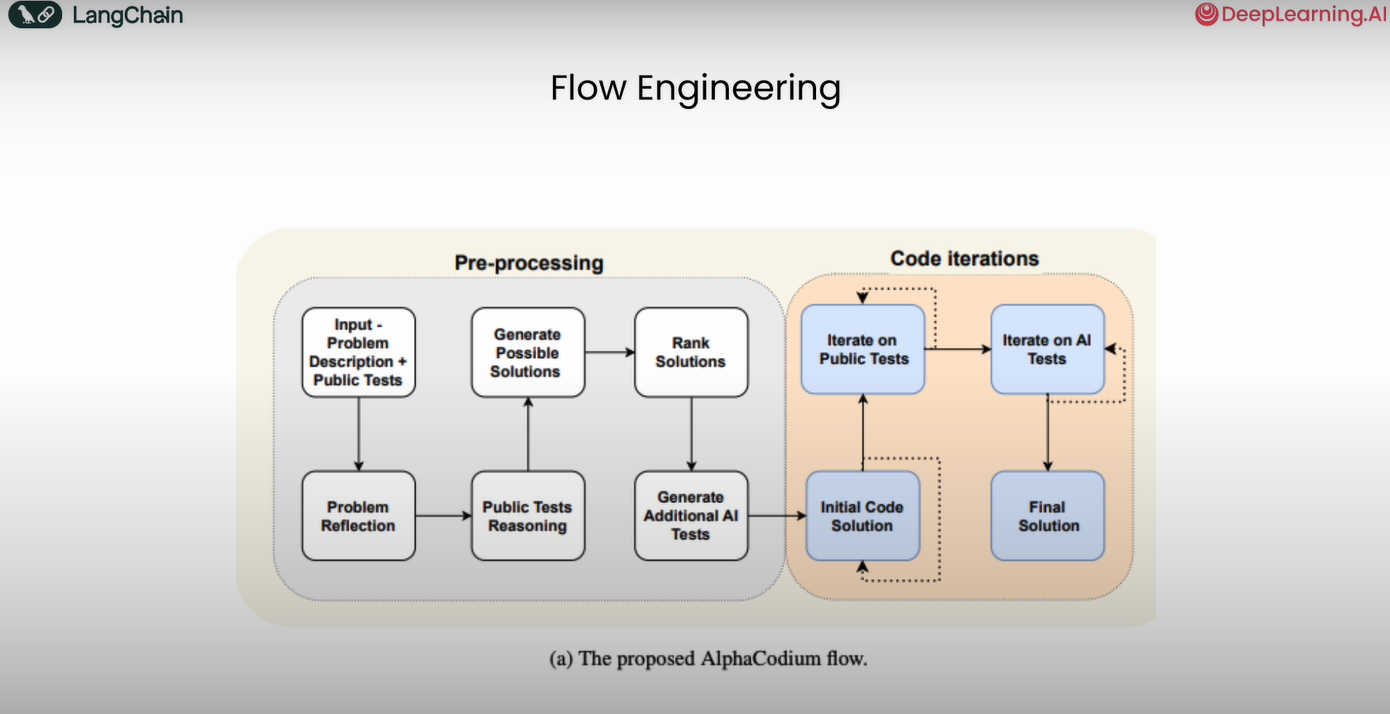 LangChain
DeepLearning.AI
Flow Engineering
Pre-processing
Code iterations
Input -
Problem
Description +
Public Tests
Generate
Possible
Solutions
Rank
Solutions
Iterate on
Public Tests
Iterate on AI
Tests
Problem
Reflection
Public Tests
Reasoning
Generate
Additional AI
Tests
Initial Code
Solution
Final
Solution
(a) The proposed AlphaCodium flow.